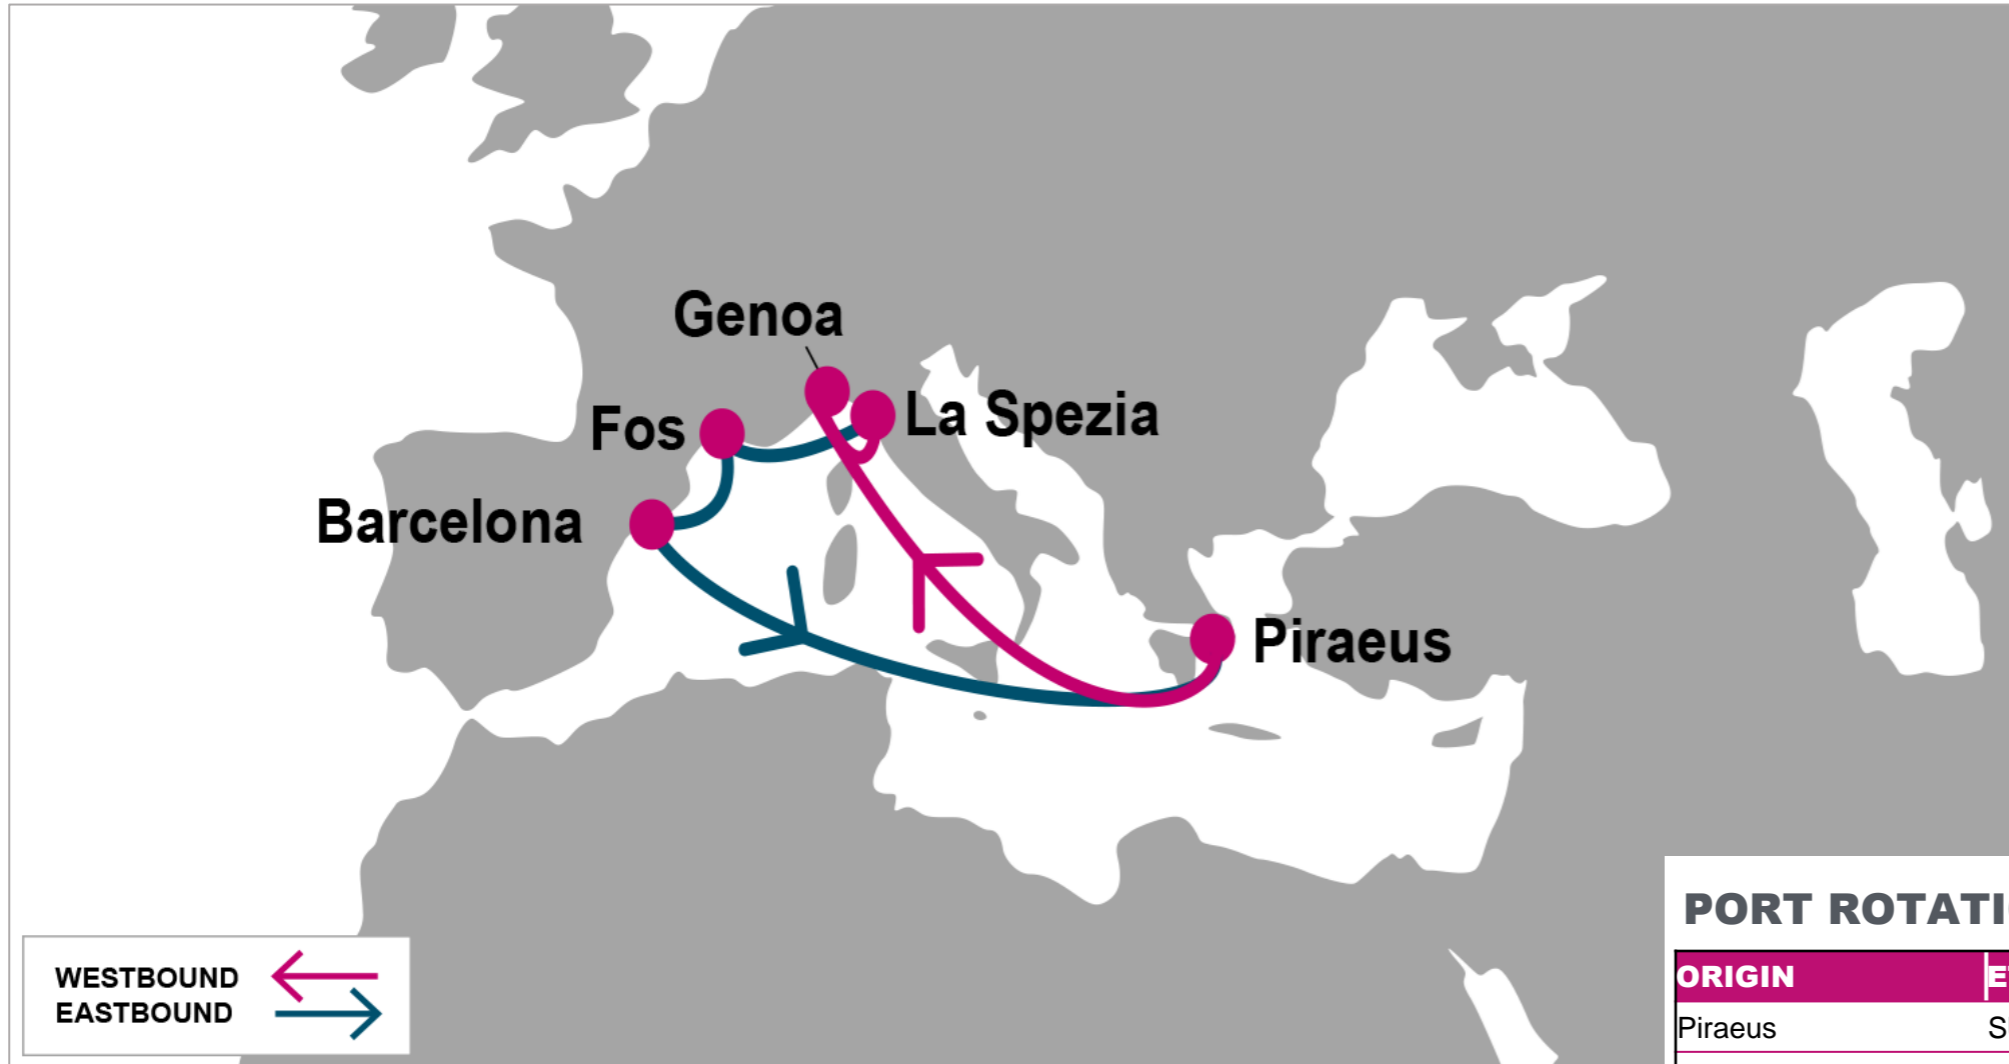 Genoa
La Spezia
Fos
Barcelona
Piraeus
WESTBOUND
EASTBOUND
PORT ROTATI
ORIGIN
Piraeus